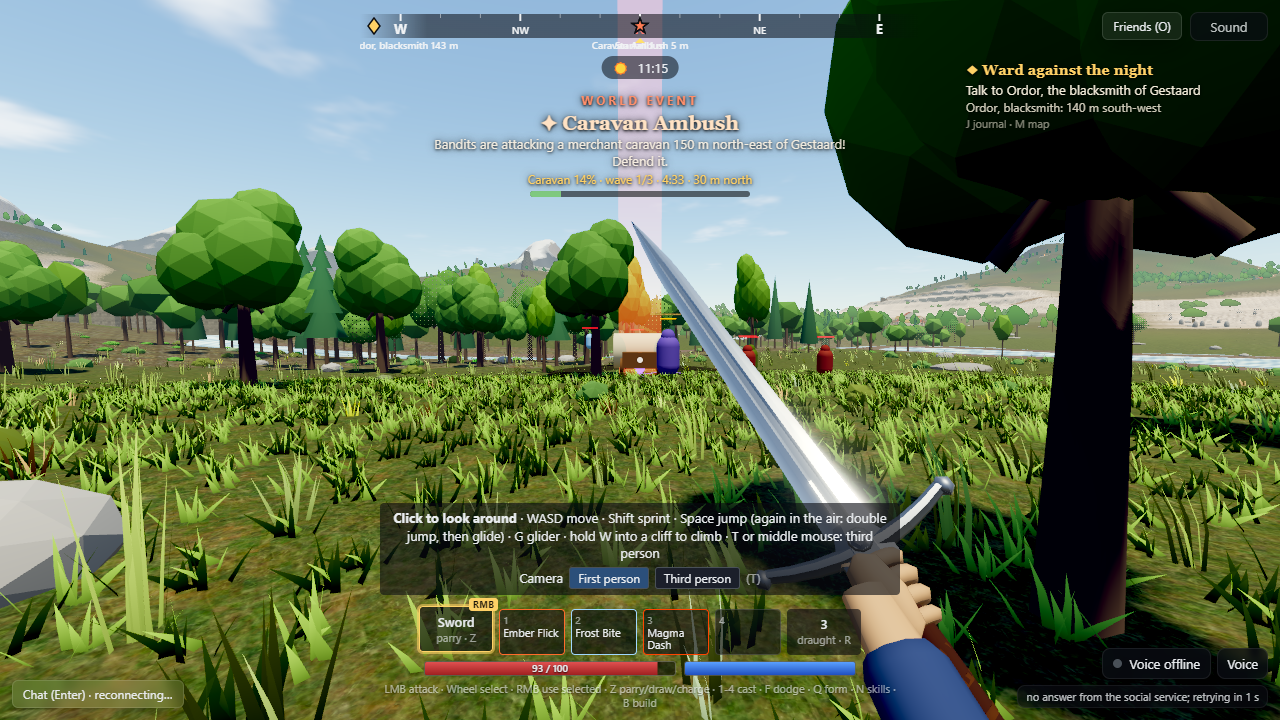 W
NW
NE
E
Friends (O)
Sound
dor, blacksmith 143 m
5 m
11:15
WORLD EVENT
✦ Caravan Ambush
Bandits are attacking a merchant caravan 150 m north-east of Gestaard!
Defend it.
Caravan 14% · wave 1/3 · 4:33 · 30 m north
◆ Ward against the night
Talk to Ordor, the blacksmith of Gestaard
Ordor, blacksmith: 140 m south-west
J journal · M map
Click to look around · WASD move · Shift sprint · Space jump (again in the air: double
jump, then glide) · G glider · hold W into a cliff to climb · T or middle mouse: third
person
Camera First person Third person (T)
RMB
Sword
parry · Z
1
Ember Flick
2
Frost Bite
3
Magma
Dash
4
3
draught · R
93 / 100
LMB attack · Wheel select · RMB use selected · Z parry/draw/charge · 1-4 cast · F dodge · Q form · N skills ·
B build
Chat (Enter) · reconnecting...
Voice offline
Voice
no answer from the social service; retrying in 1 s